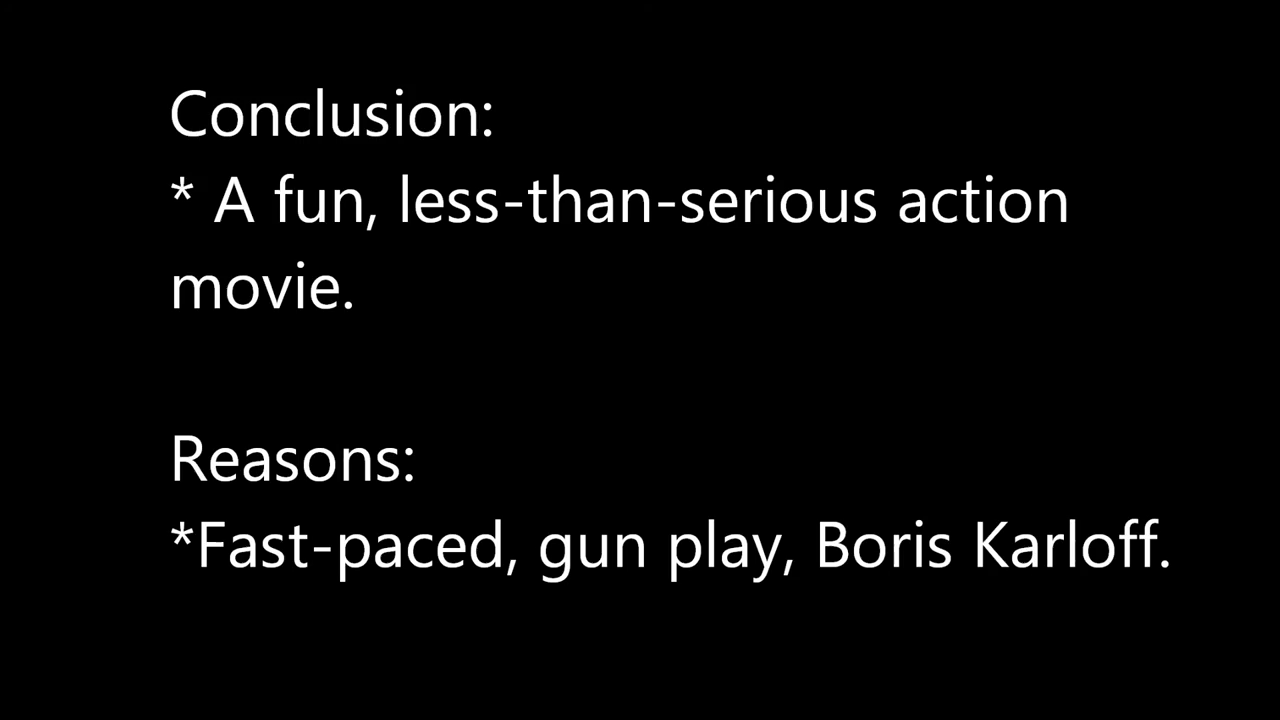 Conclusion:
* A fun, less-than-serious action
movie.
Reasons:
*Fast-paced, gun play, Boris Karloff.